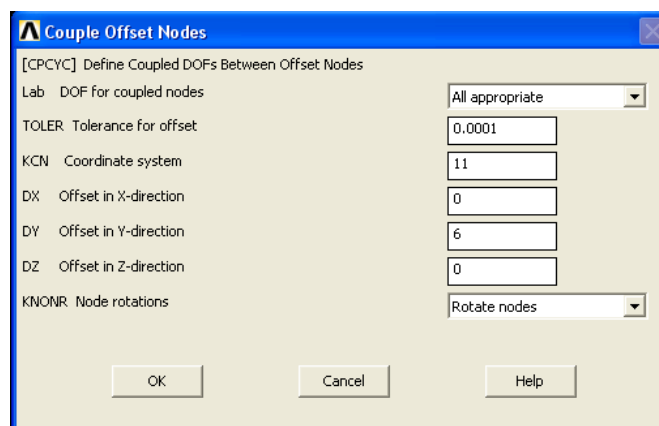 Couple Offset Nodes
[CPCYC] Define Coupled DOFs Between Offset Nodes
Lab DOF for coupled nodes All appropriate
TOLER Tolerance for offset 0.0001
KCN Coordinate system 11
DX Offset in X-direction 0
DY Offset in Y-direction 6
DZ Offset in Z-direction 0
KNONR Node rotations Rotate nodes
OK Cancel Help